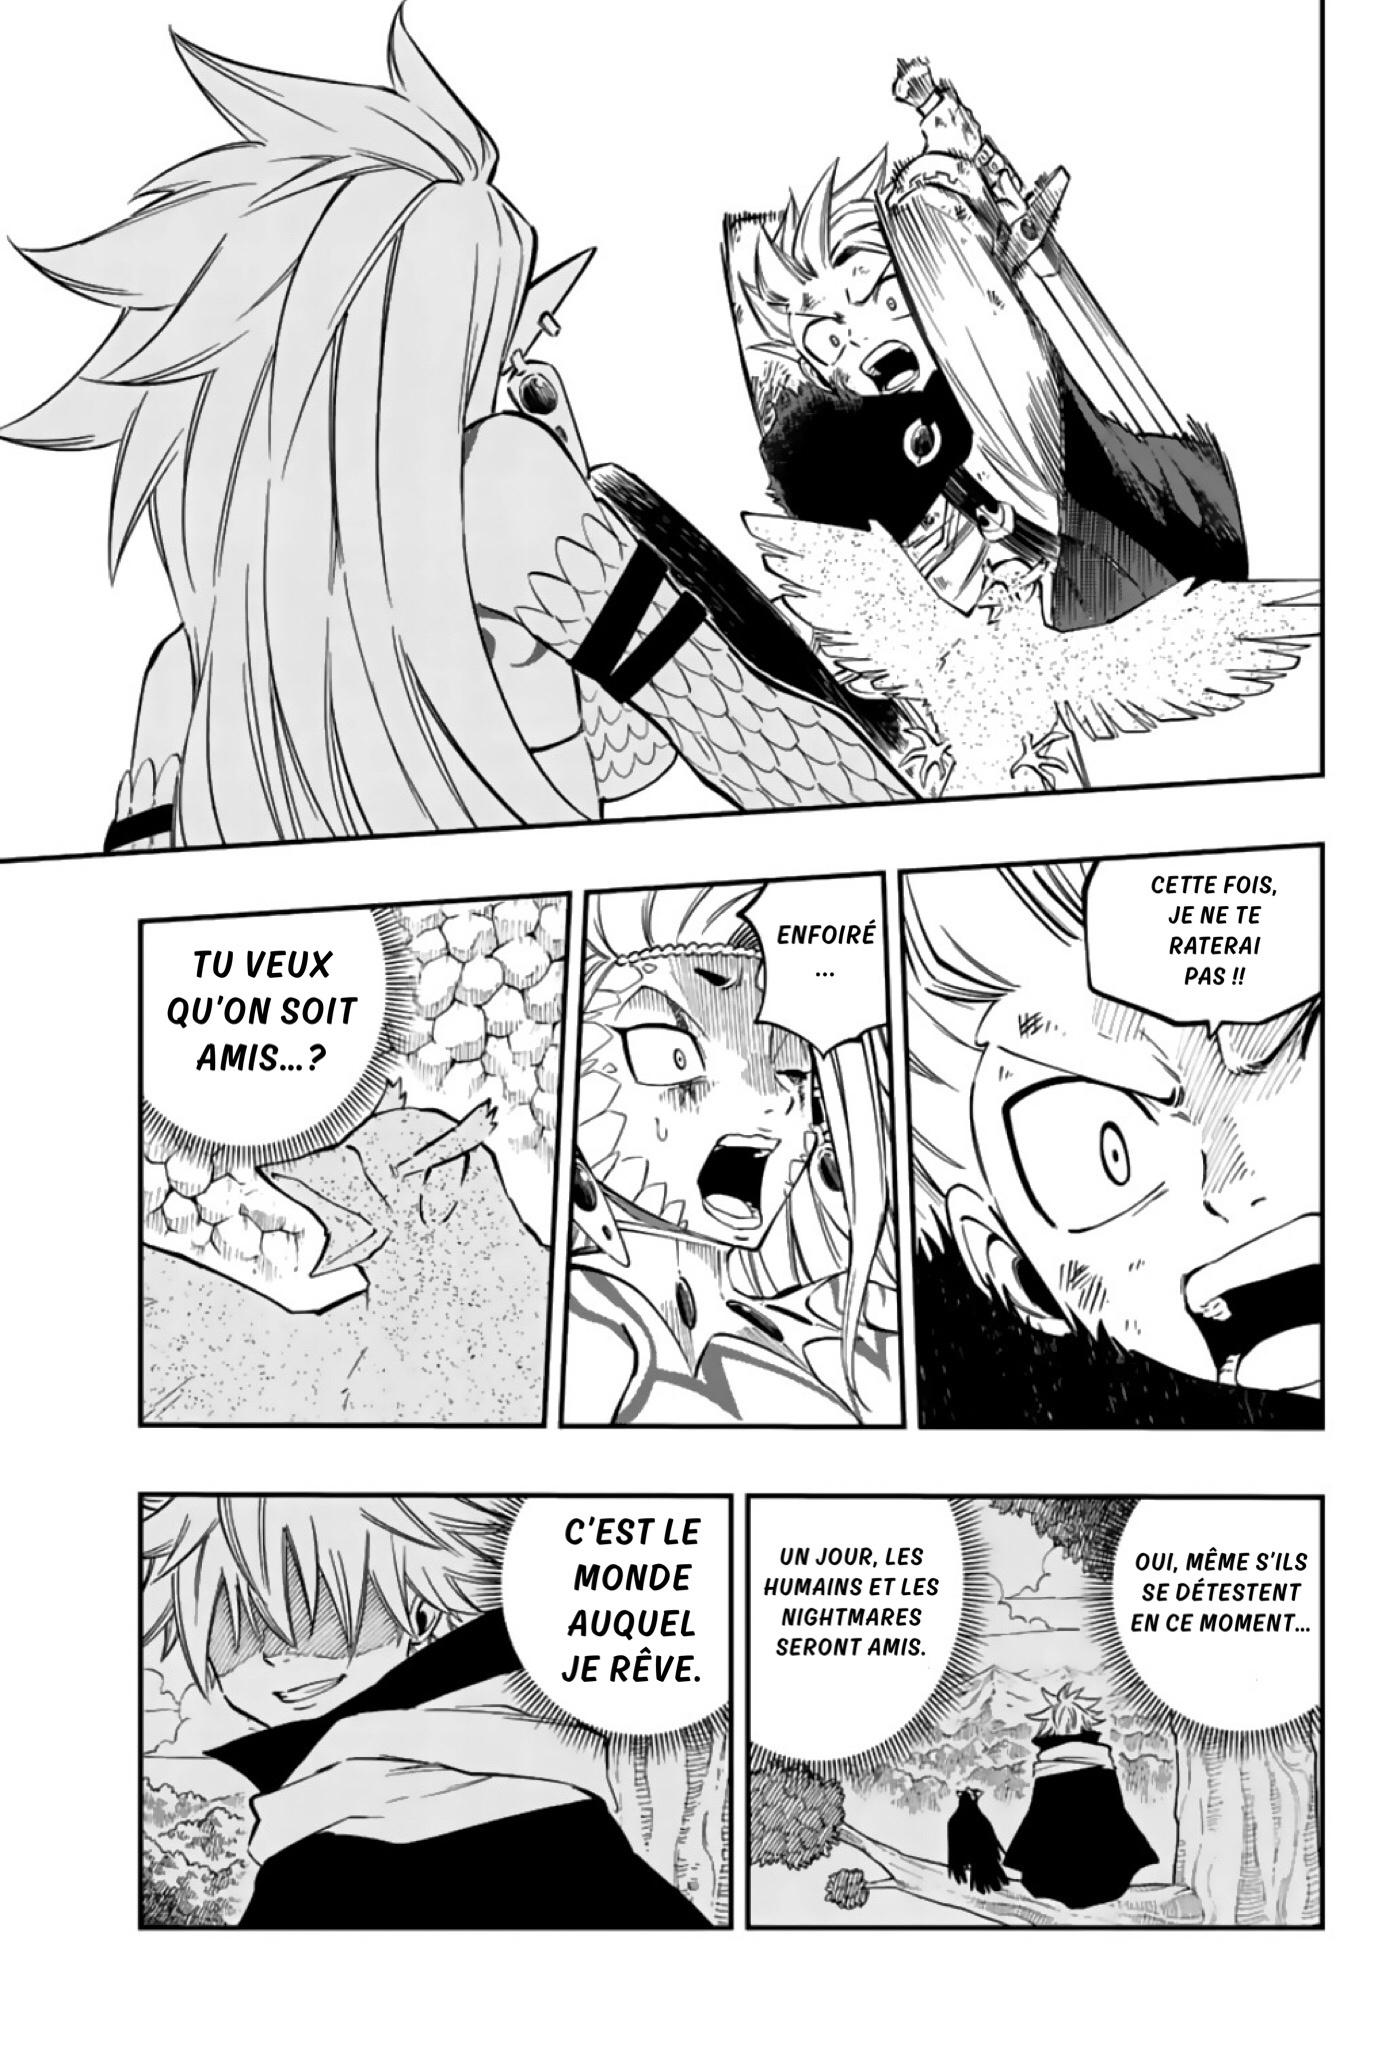 CETTE FOIS,
JE NE TE
RATERAI
PAS !!
ENFOIRÉ
...
TU VEUX
QU'ON SOIT
AMIS...?
OUI, MÊME S'ILS
SE DÉTESTENT
EN CE MOMENT...
UN JOUR, LES
HUMAINS ET LES
NIGHTMARES
SERONT AMIS.
C'EST LE
MONDE
AUQUEL
JE RÊVE.